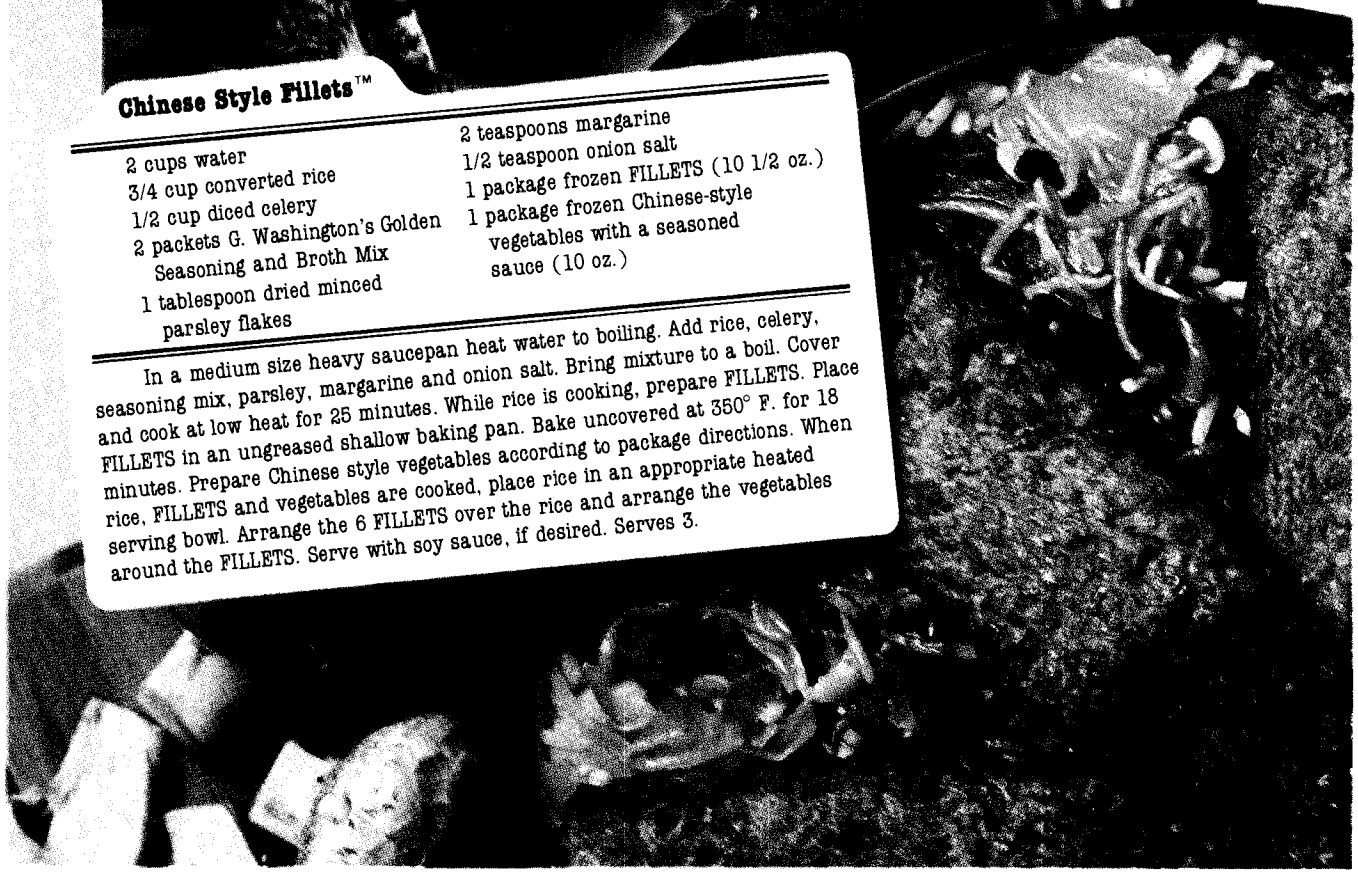 Chinese Style Fillets™
2 cups water
3/4 cup converted rice
1/2 cup diced celery
2 packets G. Washington's Golden
Seasoning and Broth Mix
1 tablespoon dried minced
parsley flakes
2 teaspoons margarine
1/2 teaspoon onion salt
1 package frozen FILLETS (10 1/2 oz.)
1 package frozen Chinese-style
vegetables with a seasoned
sauce (10 oz.)
In a medium size heavy saucepan heat water to boiling. Add rice, celery,
seasoning mix, parsley, margarine and onion salt. Bring mixture to a boil. Cover
and cook at low heat for 25 minutes. While rice is cooking, prepare FILLETS. Place
FILLETS in an ungreased shallow baking pan. Bake uncovered at 350° F. for 18
minutes. Prepare Chinese style vegetables according to package directions. When
rice, FILLETS and vegetables are cooked, place rice in an appropriate heated
serving bowl. Arrange the 6 FILLETS over the rice and arrange the vegetables
around the FILLETS. Serve with soy sauce, if desired. Serves 3.